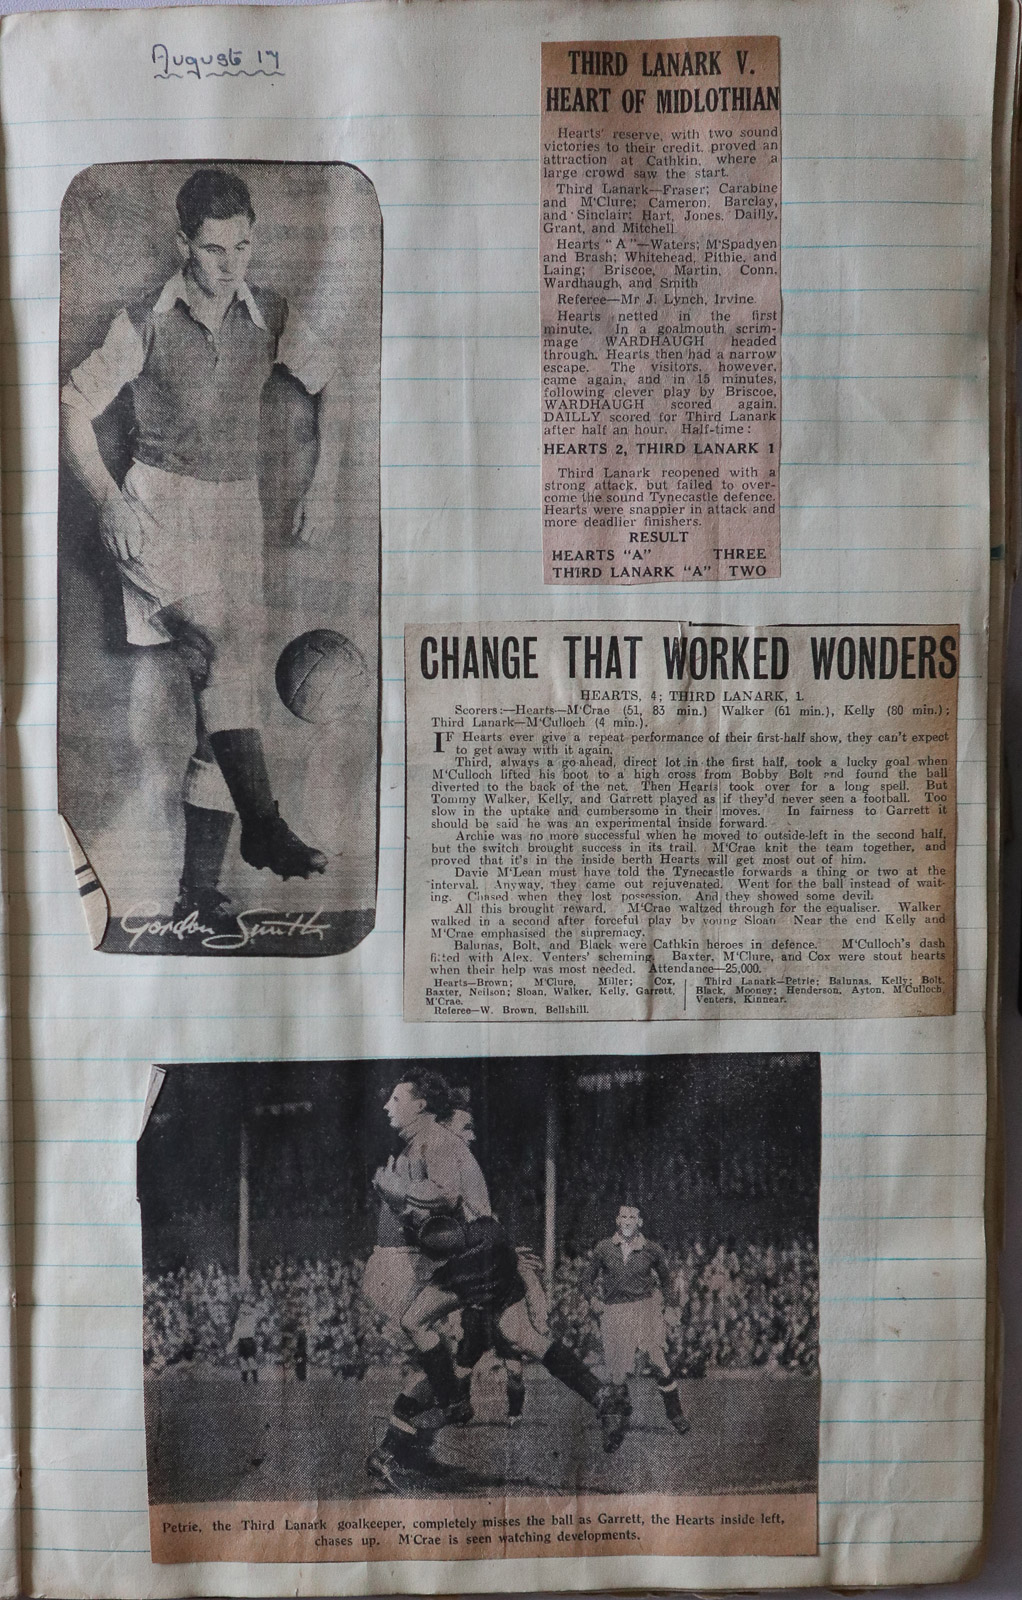 August 17
THIRD LANARK V.
HEART OF MIDLOTHIAN
Hearts' reserve, with two sound
victories to their credit, proved an
attraction at Cathkin, where a
large crowd saw the start.
Third Lanark—Fraser; Carabine
and M'Clure; Cameron, Barclay,
and Sinclair; Hart, Jones, Dailly,
Grant, and Mitchell
Hearts "A"—Waters; M'Spadyen
and Brash; Whitehead, Pithie, and
Laing; Briscoe, Martin, Conn,
Wardhaugh, and Smith
Referee—Mr J. Lynch, Irvine.
Hearts netted in the first
minute. In a goalmouth scrim-
mage WARDHAUGH headed
through. Hearts then had a narrow
escape. The visitors, however,
came again, and in 15 minutes,
following clever play by Briscoe,
WARDHAUGH scored again.
DAILLY scored for Third Lanark
after half an hour. Half-time:
HEARTS 2, THIRD LANARK 1
Third Lanark reopened with a
strong attack, but failed to over-
come the sound Tynecastle defence.
Hearts were snappier in attack and
more deadlier finishers.
RESULT
HEARTS "A" THREE
THIRD LANARK "A" TWO
Gordon Smith
CHANGE THAT WORKED WONDERS
HEARTS, 4; THIRD LANARK, 1.
Scorers:—Hearts—M'Crae (51, 83 min.) Walker (61 min.), Kelly (80 min.);
Third Lanark—M'Culloch (4 min.).
IF Hearts ever give a repeat performance of their first-half show, they can't expect
to get away with it again.
Third, always a go-ahead, direct lot in the first half, took a lucky goal when
M'Culloch lifted his boot to a high cross from Bobby Bolt and found the ball
diverted to the back of the net. Then Hearts took over for a long spell. But
Tommy Walker, Kelly, and Garrett played as if they'd never seen a football. Too
slow in the uptake and cumbersome in their moves. In fairness to Garrett it
should be said he was an experimental inside forward.
Archie was no more successful when he moved to outside-left in the second half,
but the switch brought success in its trail. M'Crae knit the team together, and
proved that it's in the inside berth Hearts will get most out of him.
Davie M'Lean must have told the Tynecastle forwards a thing or two at the
interval. Anyway, they came out rejuvenated. Went for the ball instead of wait-
ing. Chased when they lost possession. And they showed some devil.
All this brought reward. M'Crae waltzed through for the equaliser. Walker
walked in a second after forceful play by young Sloan. Near the end Kelly and
M'Crae emphasised the supremacy.
Balunas, Bolt, and Black were Cathkin heroes in defence. M'Culloch's dash
fitted with Alex. Venters' scheming. Baxter, M'Clure, and Cox were stout hearts
when their help was most needed. Attendance—25,000.
Hearts—Brown; M'Clure, Miller; Cox,
Baxter, Neilson; Sloan, Walker, Kelly, Garrett,
M'Crae.
Referee—W. Brown, Bellshill.
Third Lanark—Petrie; Balunas, Kelly; Bolt,
Black, Mooney; Henderson, Ayton, M'Culloch,
Venters, Kinnear.
Petrie, the Third Lanark goalkeeper, completely misses the ball as Garrett, the Hearts inside left,
chases up. M'Crae is seen watching developments.